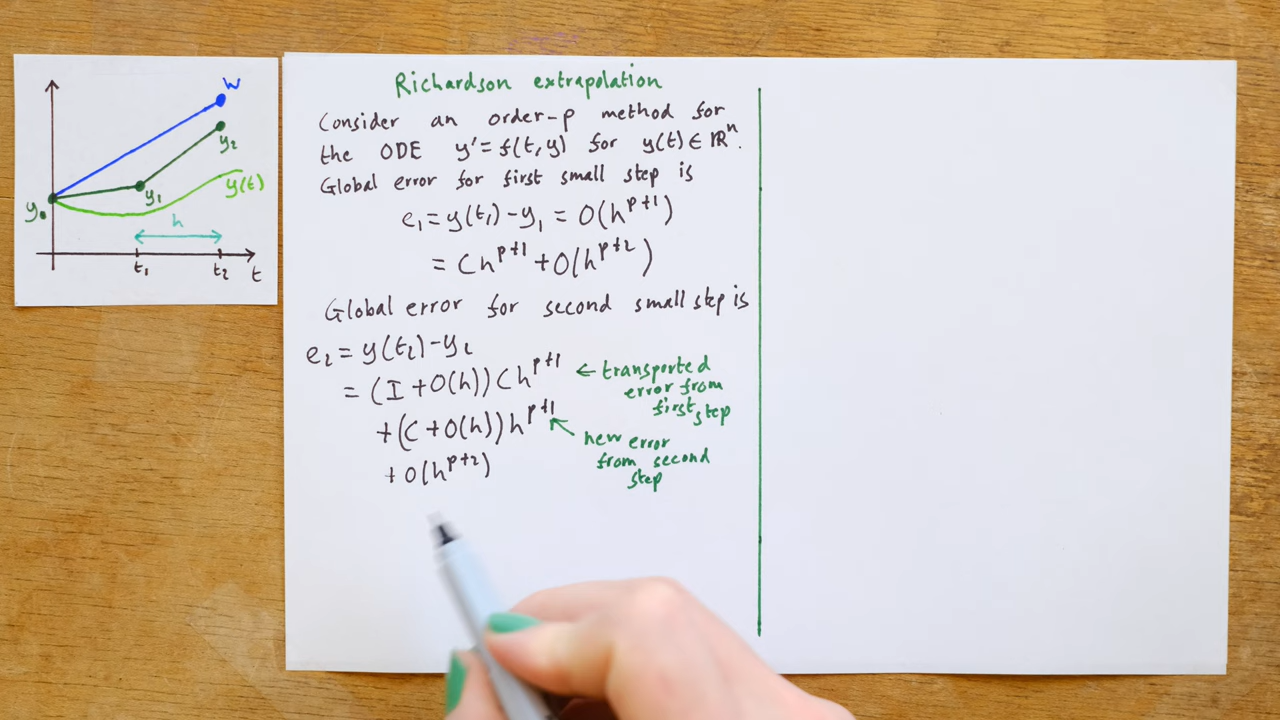 w
y₂
y₀
y₁
y(t)
h
t₁ t₂ t
Richardson extrapolation
Consider an order-p method for
the ODE y' = f(t,y) for y(t) ∈ ℝⁿ.
Global error for first small step is
e₁ = y(t₁) - y₁ = O(h^{p+1})
= Ch^{p+1} + O(h^{p+2})
Global error for second small step is
e₂ = y(t₂) - y₂
= (I + O(h)) Ch^{p+1} ← transported
error from
first step
+ (C + O(h)) h^{p+1}
new error
from second
step
+ O(h^{p+2})